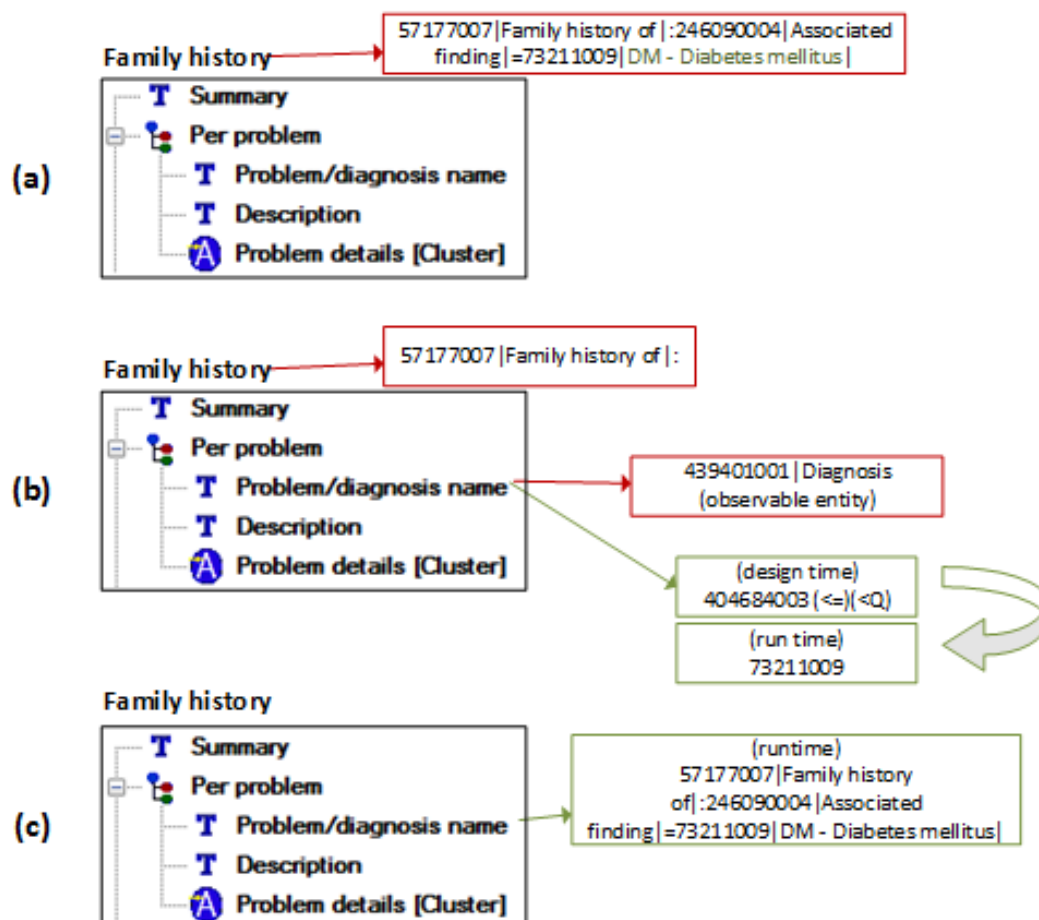 57177007|Family history of|:246090004|Associated
finding|=73211009|DM - Diabetes mellitus|
Family history
Summary
Per problem
(a)
Problem/diagnosis name
Description
Problem details [Cluster]
57177007|Family history of|:
Family history
Summary
Per problem
(b)
Problem/diagnosis name
439401001|Diagnosis
(observable entity)
Description
Problem details [Cluster]
(design time)
404684003(<=)(<Q)
(run time)
73211009
Family history
Summary
Per problem
(c)
Problem/diagnosis name
Description
Problem details [Cluster]
(runtime)
57177007|Family history
of|:246090004|Associated
finding|=73211009|DM - Diabetes mellitus|